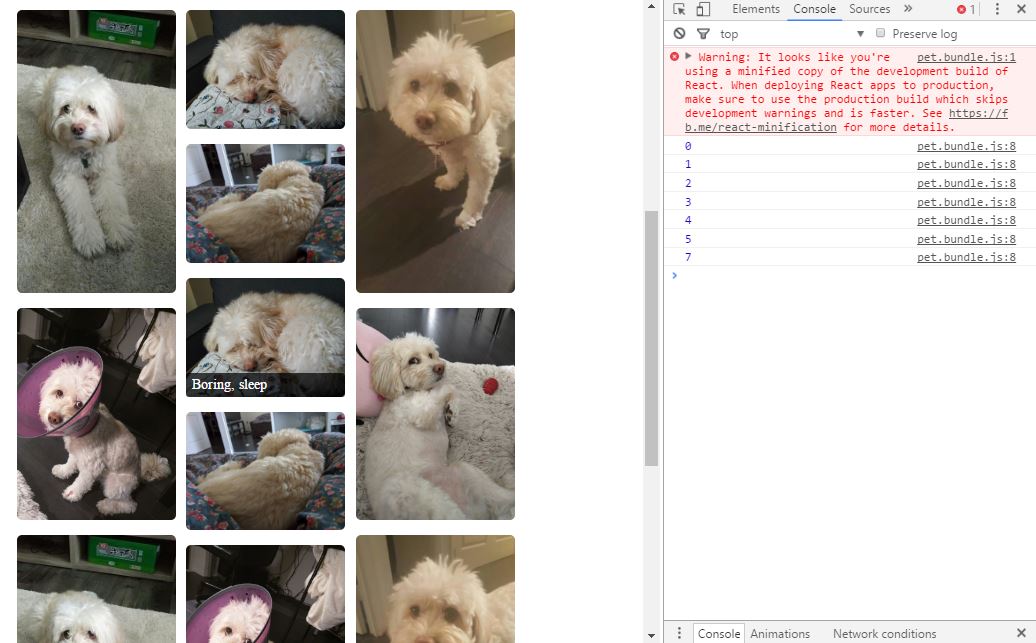 Boring, sleep
Elements Console Sources » 1
top Preserve log
Warning: It looks like you're pet.bundle.js:1
using a minified copy of the development build of
React. When deploying React apps to production,
make sure to use the production build which skips
development warnings and is faster. See https://f
b.me/react-minification for more details.
0 pet.bundle.js:8
1 pet.bundle.js:8
2 pet.bundle.js:8
3 pet.bundle.js:8
4 pet.bundle.js:8
5 pet.bundle.js:8
7 pet.bundle.js:8
Console Animations Network conditions